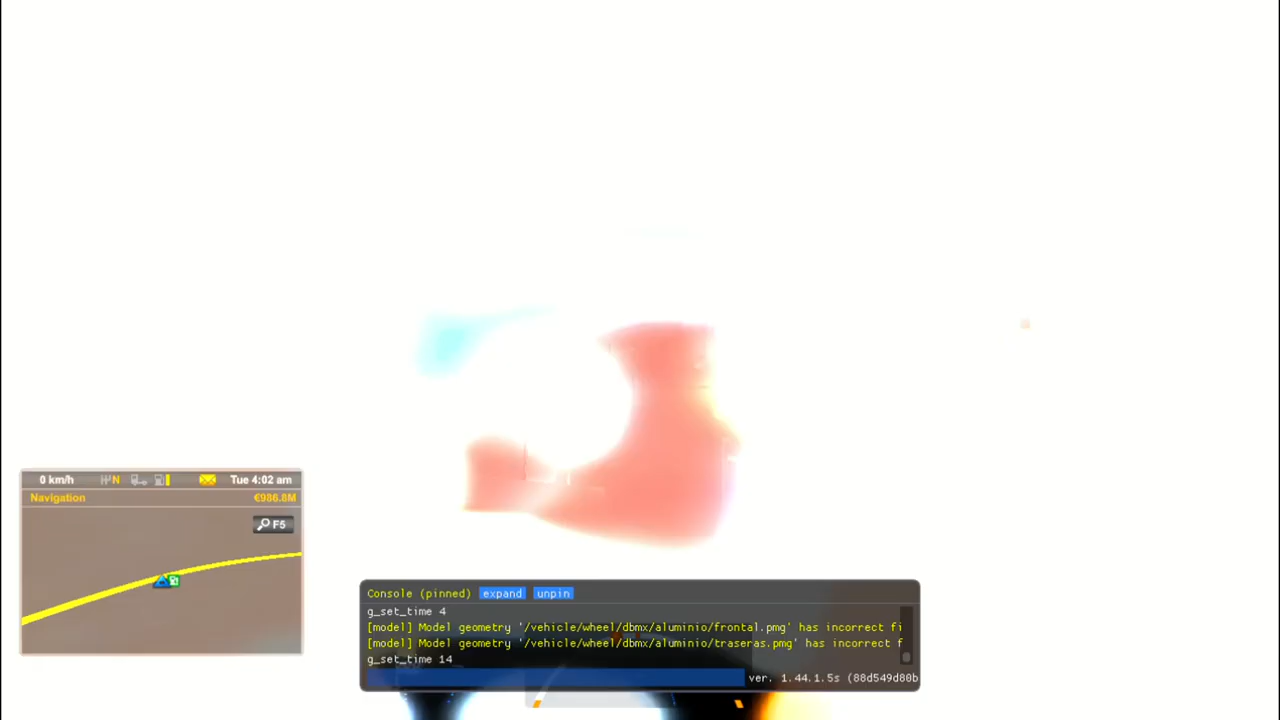 0 km/h N Tue 4:02 am
Navigation €986.8M
F5
Console (pinned) expand unpin
g_set_time 4
[model] Model geometry '/vehicle/wheel/dbmx/aluminio/frontal.pmg' has incorrect fi
[model] Model geometry '/vehicle/wheel/dbmx/aluminio/traseras.pmg' has incorrect f
g_set_time 14
ver. 1.44.1.5s (88d549d80b